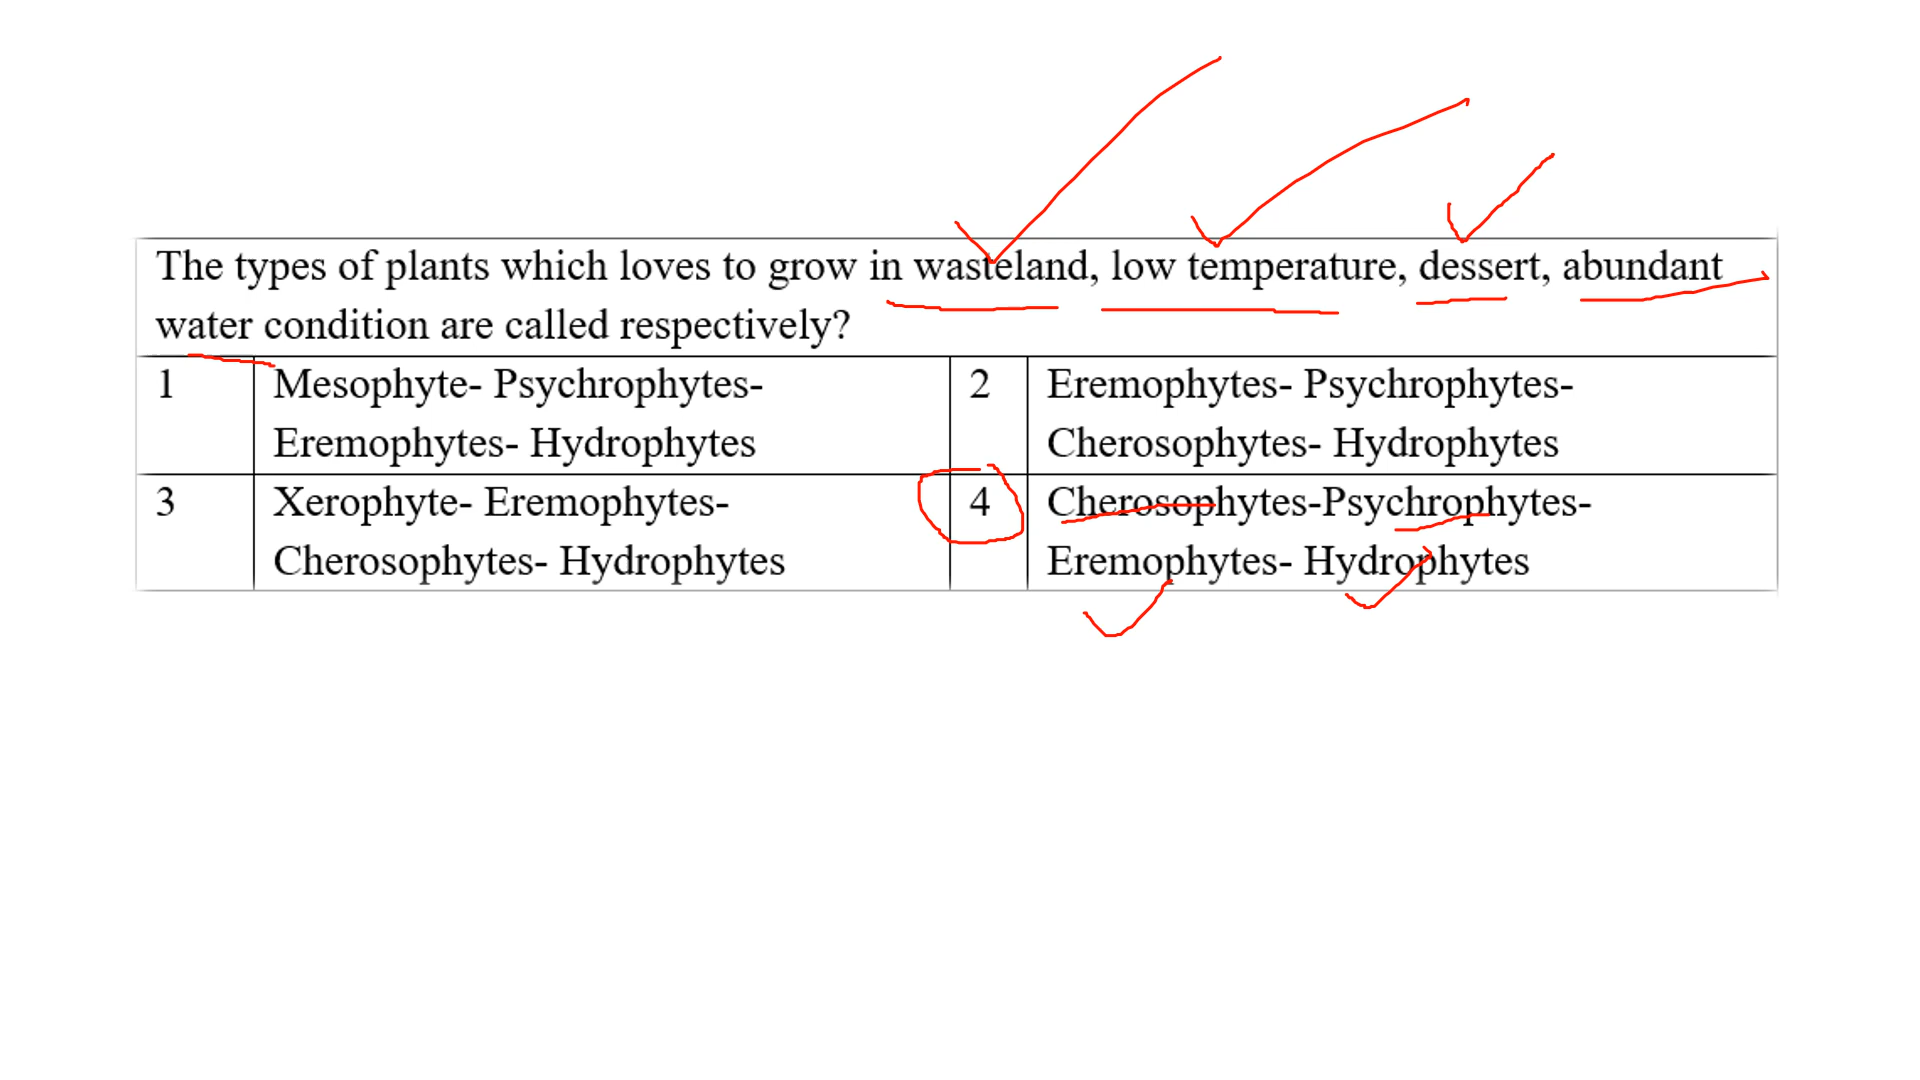 The types of plants which loves to grow in wasteland, low temperature, dessert, abundant
water condition are called respectively?
1 Mesophyte- Psychrophytes-
Eremophytes- Hydrophytes
2 Eremophytes- Psychrophytes-
Cherosophytes- Hydrophytes
3 Xerophyte- Eremophytes-
Cherosophytes- Hydrophytes
4 Cherosophytes-Psychrophytes-
Eremophytes- Hydrophytes